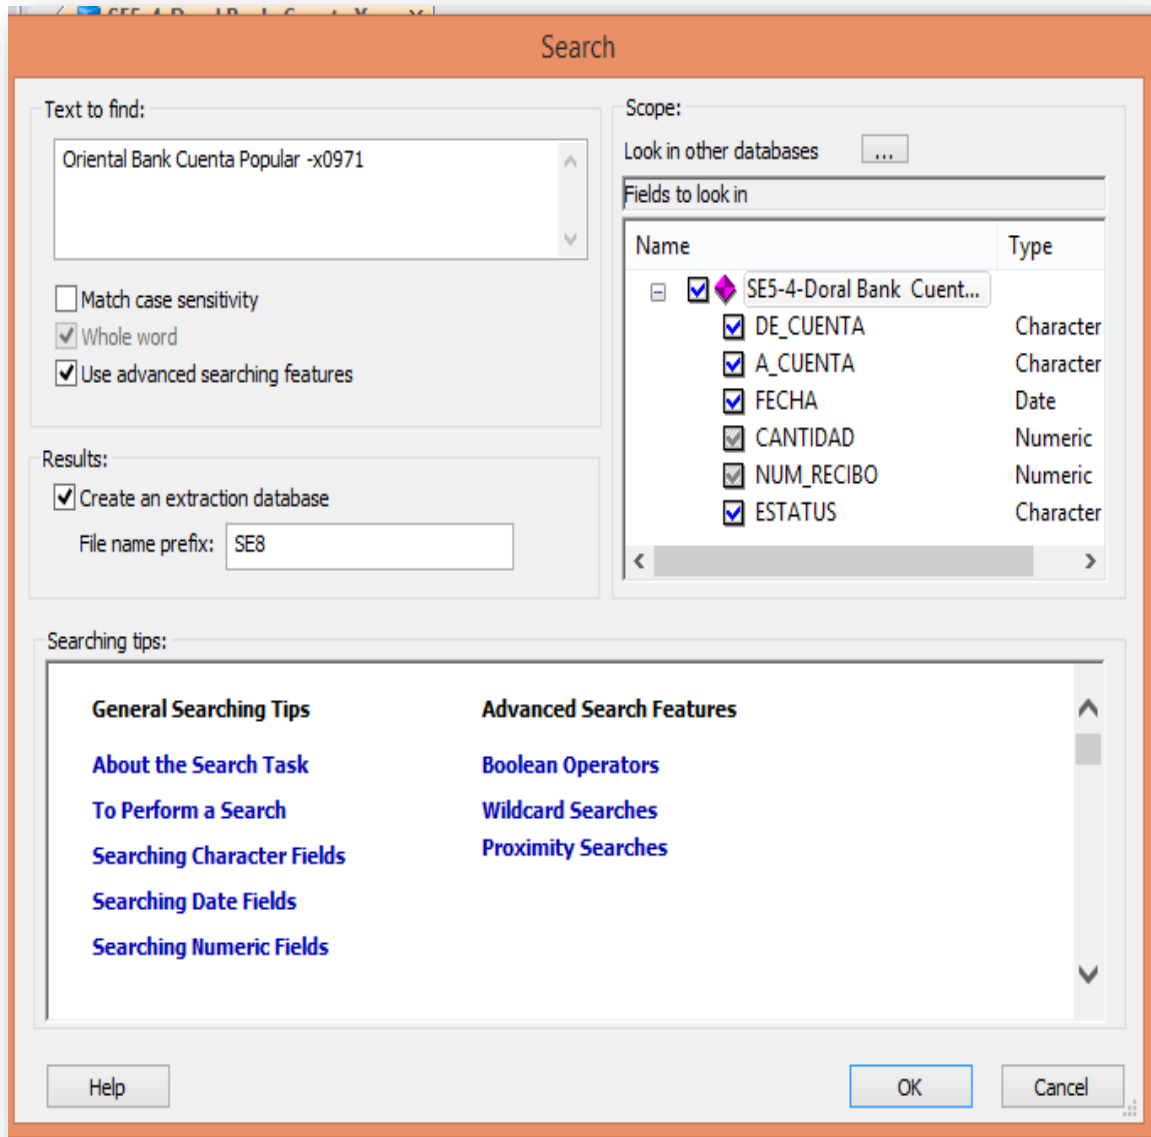 Search
Text to find:
Oriental Bank Cuenta Popular -x0971
Match case sensitivity
Whole word
Use advanced searching features
Results:
Create an extraction database
File name prefix: SE8
Scope:
Look in other databases ...
Fields to look in
Name Type
SE5-4-Doral Bank Cuent...
DE_CUENTA Character
A_CUENTA Character
FECHA Date
CANTIDAD Numeric
NUM_RECIBO Numeric
ESTATUS Character
Searching tips:
General Searching Tips
About the Search Task
To Perform a Search
Searching Character Fields
Searching Date Fields
Searching Numeric Fields
Advanced Search Features
Boolean Operators
Wildcard Searches
Proximity Searches
Help OK Cancel